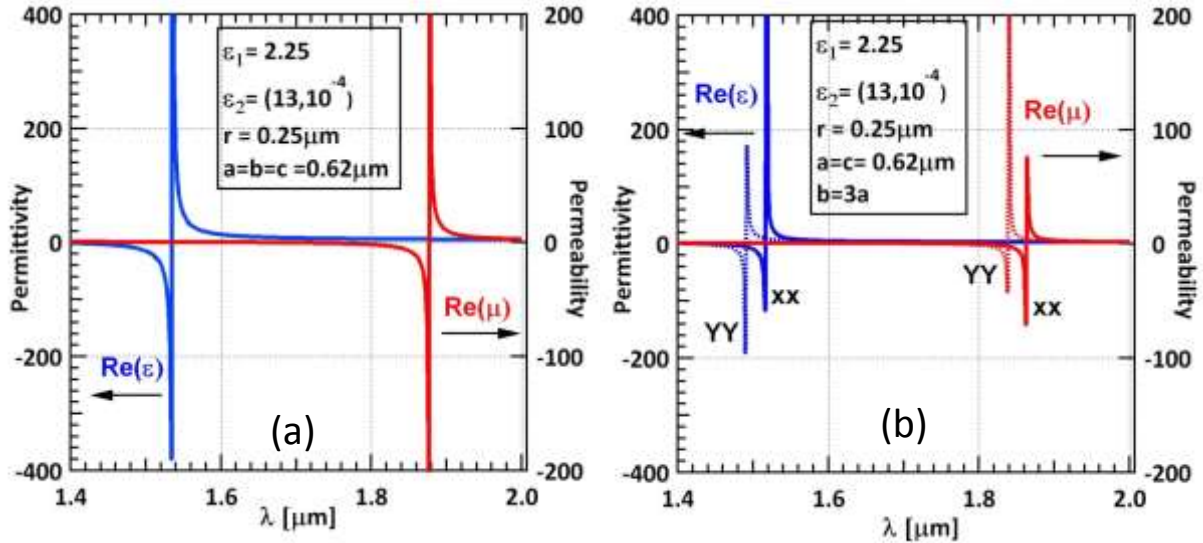 400
200
0
-200
-400
Permittivity
ε₁= 2.25
ε₂= (13,10⁻⁴)
r = 0.25μm
a=b=c =0.62μm
Re(ε)
Re(μ)
(a)
200
100
0
-100
-200
Permeability
1.4
1.6
1.8
2.0
λ [μm]
400
200
0
-200
-400
Permittivity
ε₁= 2.25
ε₂= (13,10⁻⁴)
r = 0.25μm
a=c= 0.62μm
b=3a
Re(ε)
Re(μ)
YY
xx
YY
xx
(b)
200
100
0
-100
-200
Permeability
1.4
1.6
1.8
2.0
λ [μm]